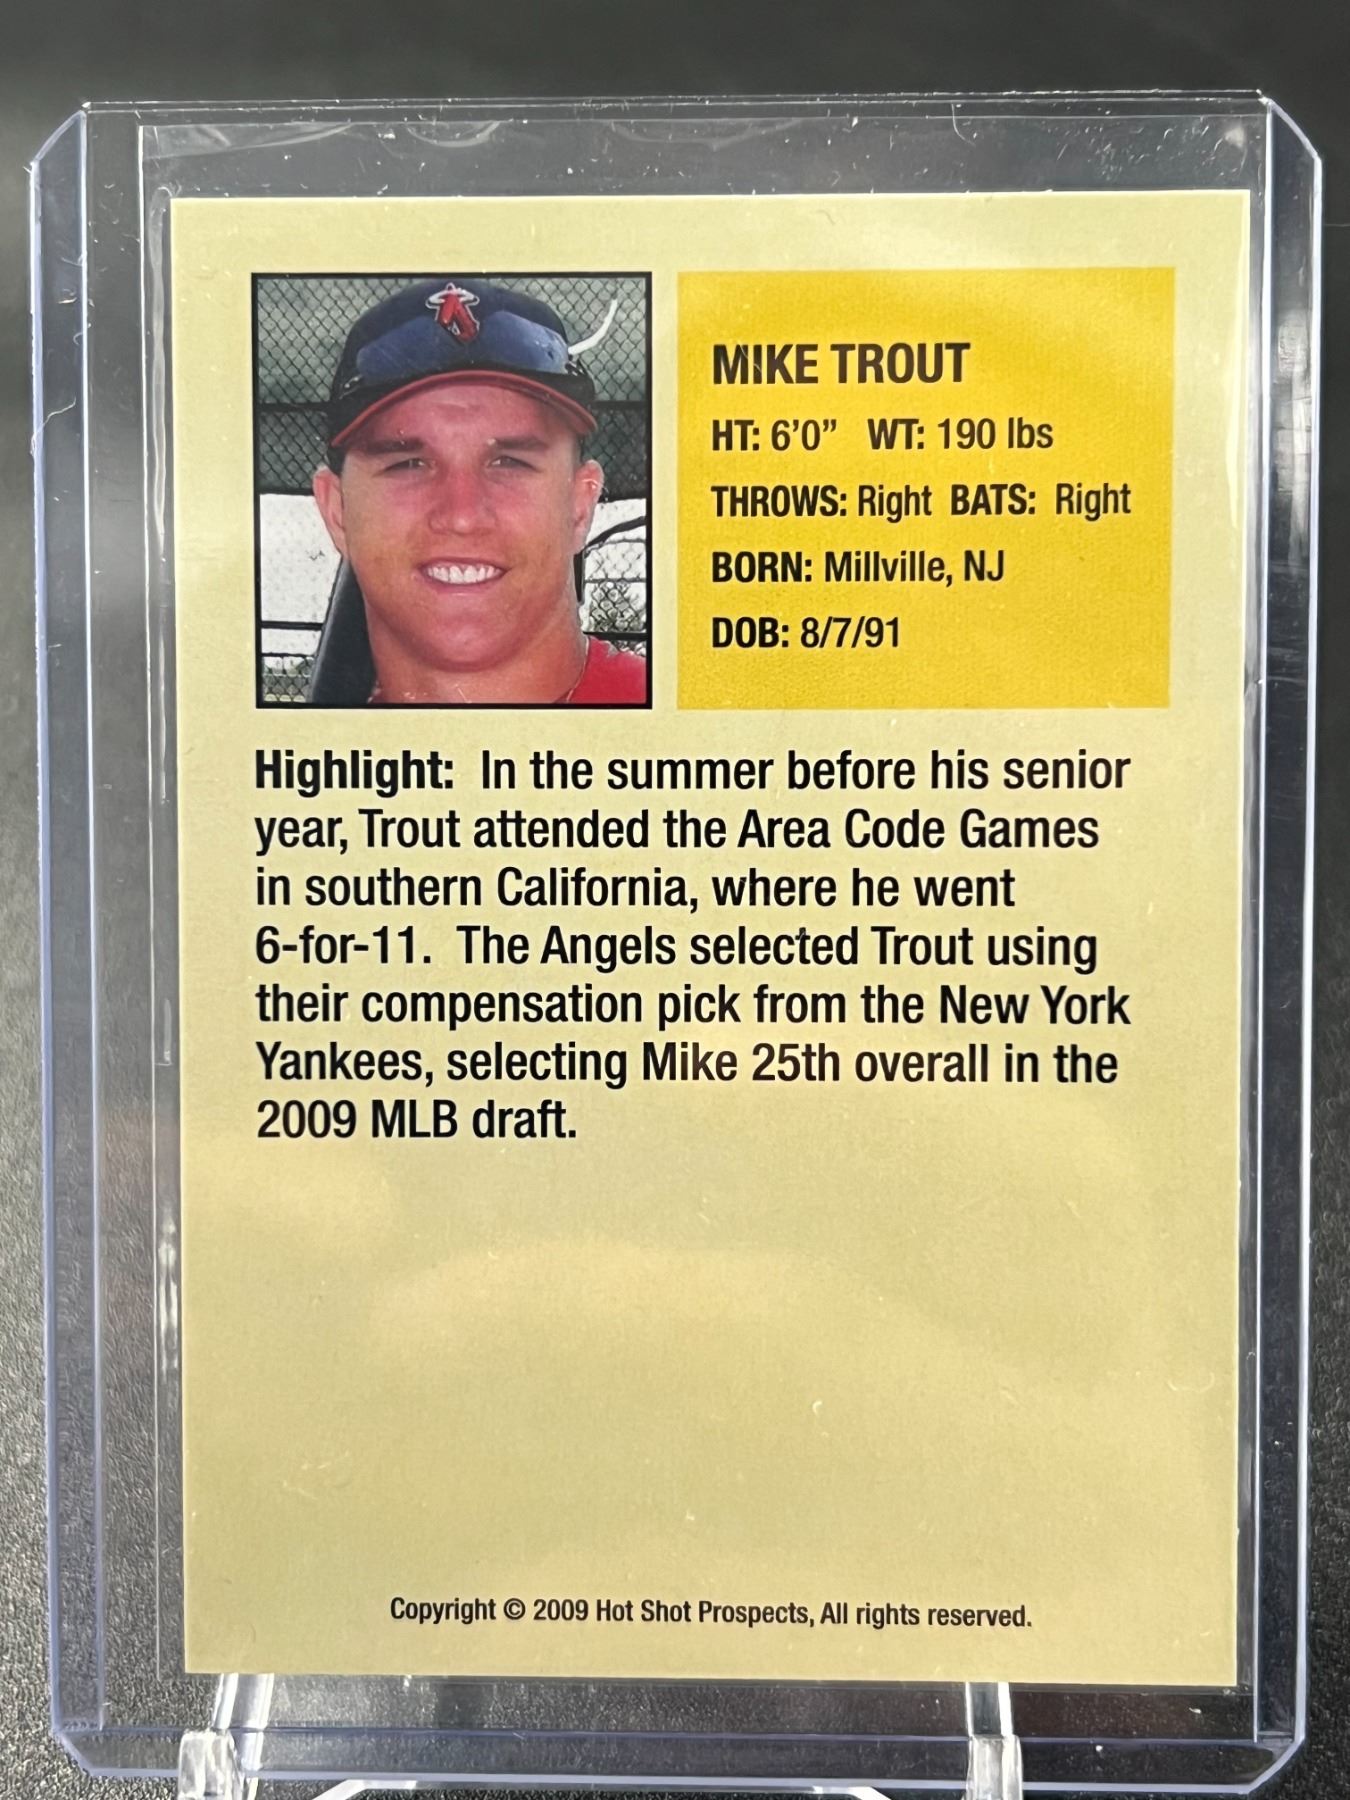 MIKE TROUT
HT: 6'0” WT: 190 lbs
THROWS: Right BATS: Right
BORN: Millville, NJ
DOB: 8/7/91
Highlight: In the summer before his senior
year, Trout attended the Area Code Games
in southern California, where he went
6-for-11. The Angels selected Trout using
their compensation pick from the New York
Yankees, selecting Mike 25th overall in the
2009 MLB draft.
Copyright © 2009 Hot Shot Prospects, All rights reserved.